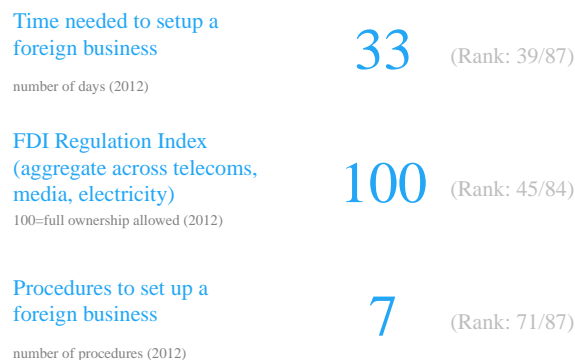 Time needed to setup a
foreign business
33 (Rank: 39/87)
number of days (2012)
FDI Regulation Index
(aggregate across telecoms,
media, electricity)
100 (Rank: 45/84)
100=full ownership allowed (2012)
Procedures to set up a
foreign business
7 (Rank: 71/87)
number of procedures (2012)